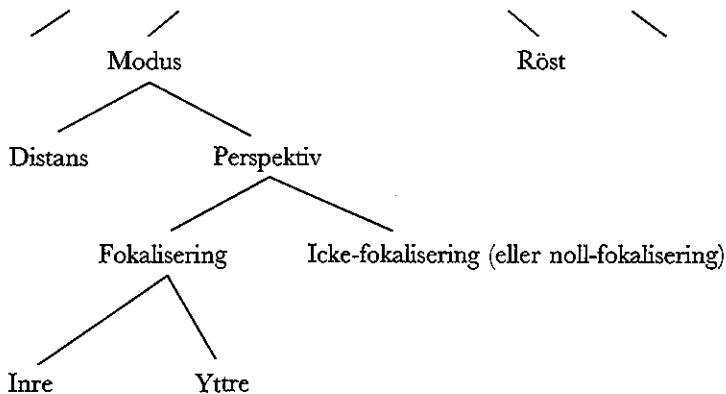 Modus Röst
Distans Perspektiv
Fokalisering Icke-fokalisering (eller noll-fokalisering)
Inre Yttre